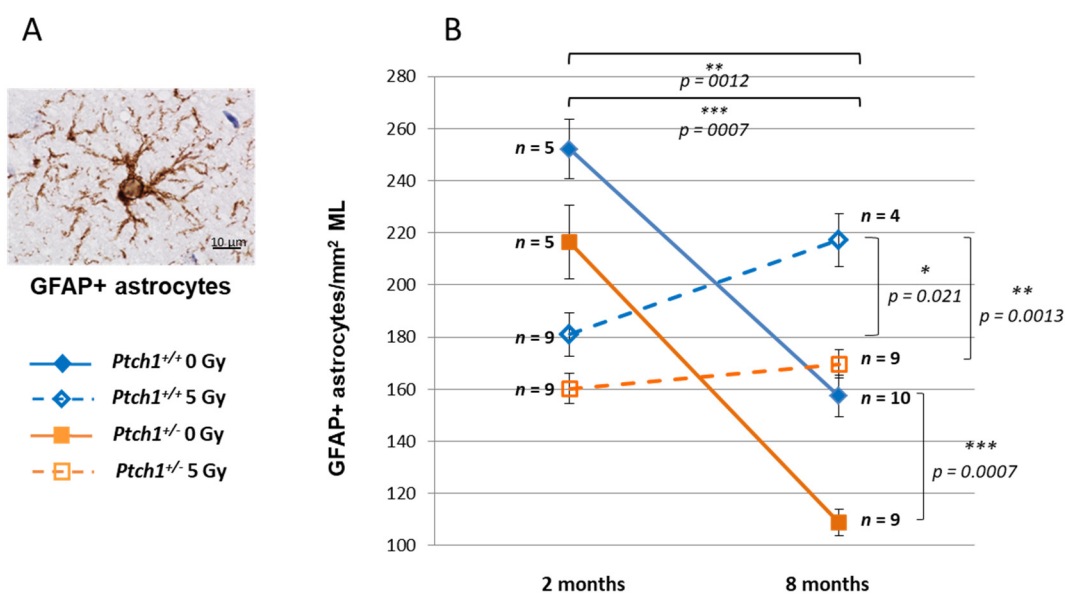 A
B
10 µm
GFAP+ astrocytes
Ptch1+/+ 0 Gy
Ptch1+/+ 5 Gy
Ptch1+/- 0 Gy
Ptch1+/- 5 Gy
GFAP+ astrocytes/mm² ML
280
260
240
220
200
180
160
140
120
100
**
p = 0012
***
p = 0007
n = 5
n = 5
n = 9
n = 9
n = 4
n = 9
n = 10
n = 9
*
p = 0.021
**
p = 0.0013
***
p = 0.0007
2 months
8 months